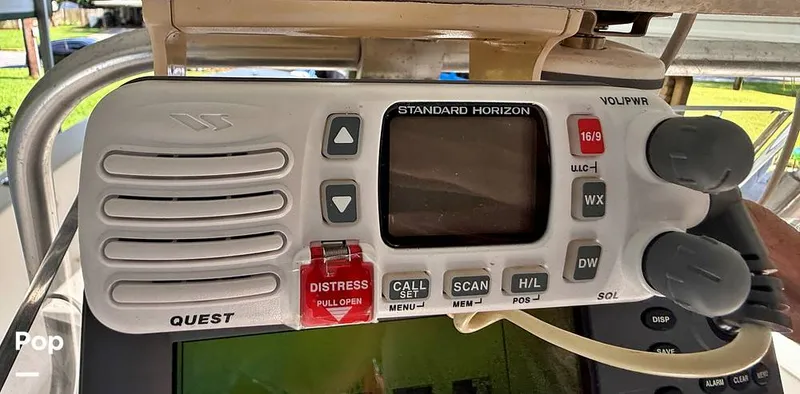 STANDARD HORIZON
VOL/PWR
16/9
U.I.C
WX
DW
SQL
DISTRESS
PULL OPEN
CALL
SET
MENU
SCAN
MEM
H/L
POS
QUEST
Pop
DISP
SAVE
ALARM
CLEAR
MENU